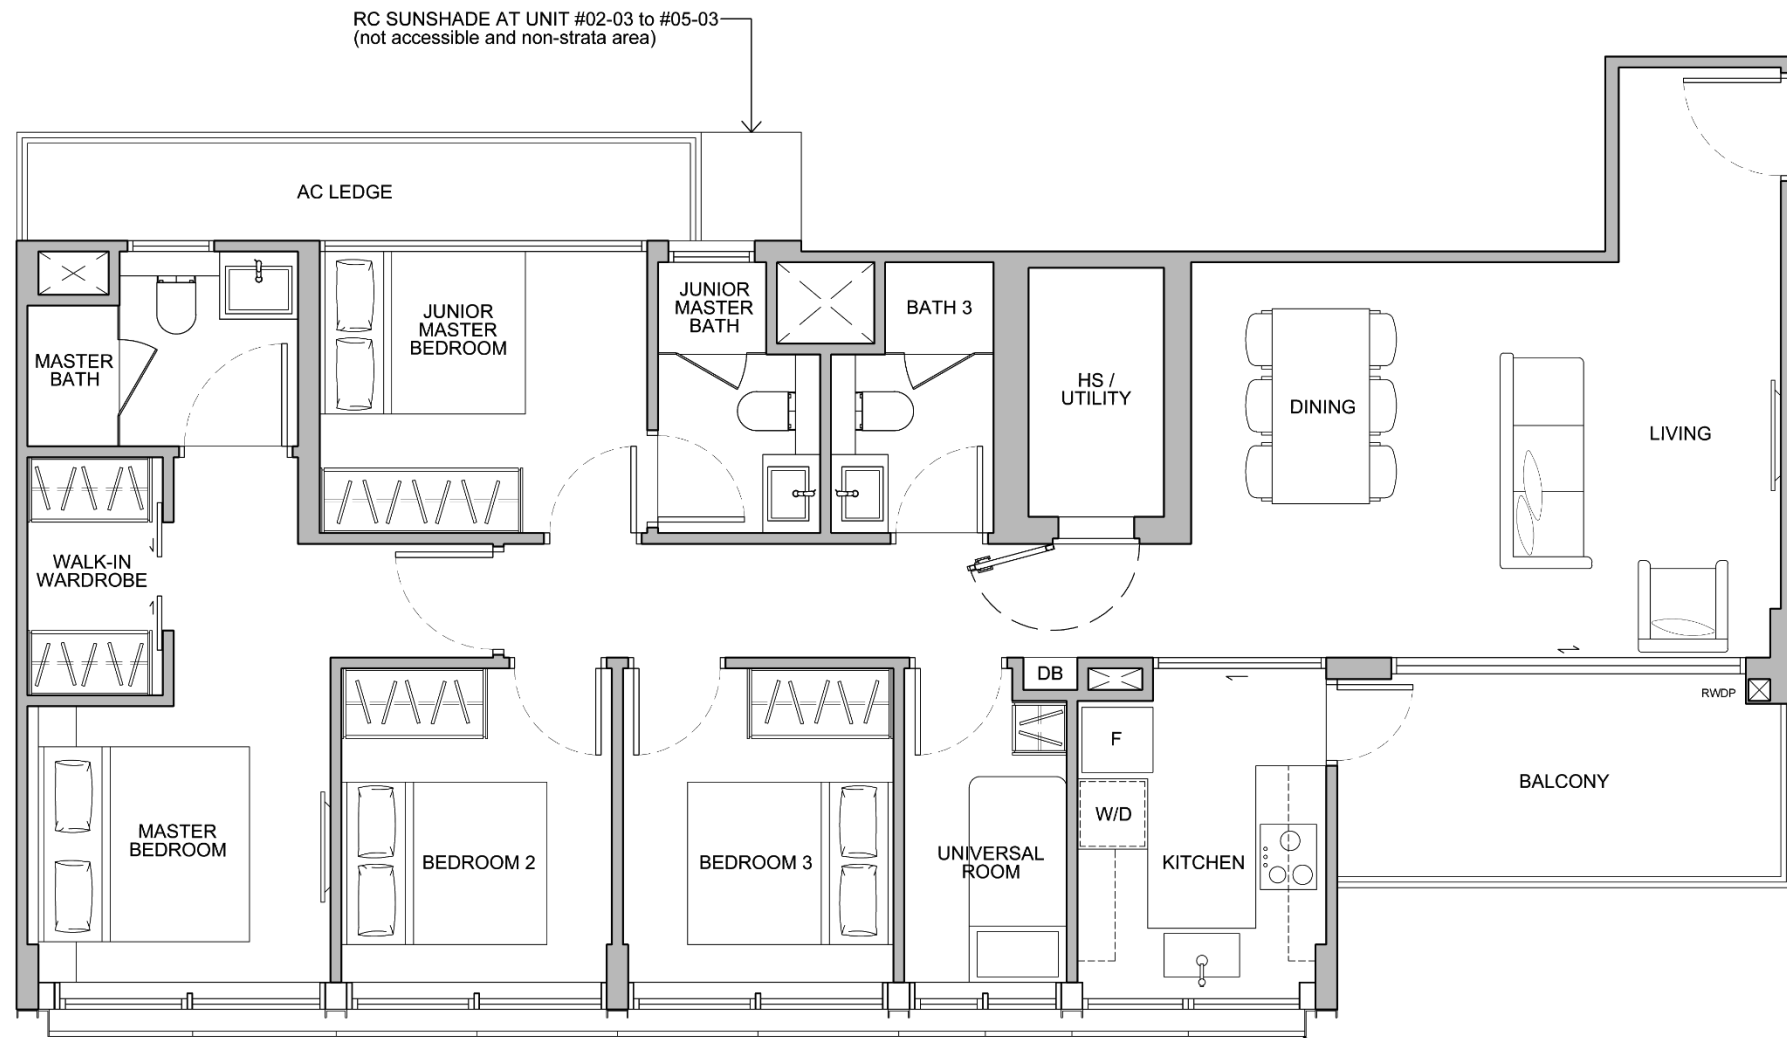 RC SUNSHADE AT UNIT #02-03 to #05-03
(not accessible and non-strata area)
AC LEDGE
JUNIOR
MASTER
BEDROOM
JUNIOR
MASTER
BATH
BATH 3
MASTER
BATH
HS /
UTILITY
DINING
LIVING
WALK-IN
WARDROBE
DB
RWDP
F
W/D
BALCONY
MASTER
BEDROOM
BEDROOM 2
BEDROOM 3
UNIVERSAL
ROOM
KITCHEN